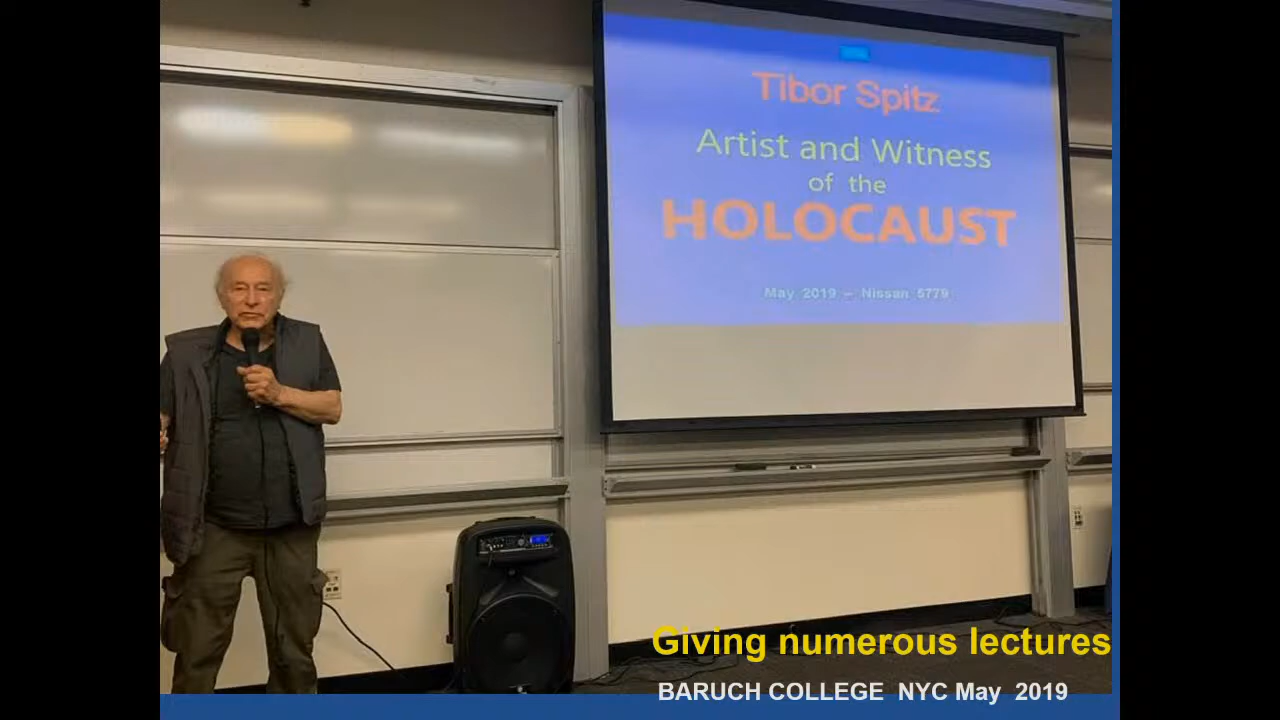 Tibor Spitz
Artist and Witness
of the
HOLOCAUST
May 2019 – Nissan 5779
Giving numerous lectures
BARUCH COLLEGE NYC May 2019